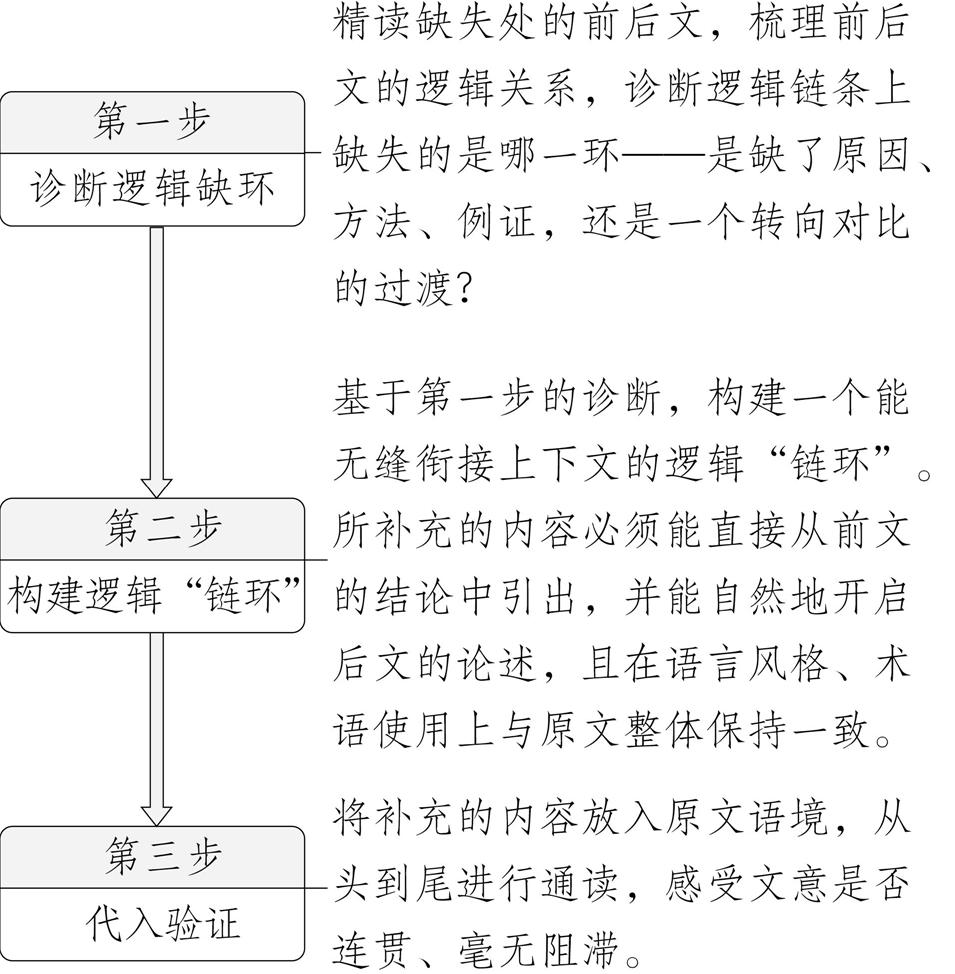 第一步
诊断逻辑缺环
精读缺失处的前后文，梳理前后
文的逻辑关系，诊断逻辑链条上
缺失的是哪一环——是缺了原因、
方法、例证，还是一个转向对比
的过渡？
第二步
构建逻辑“链环”
基于第一步的诊断，构建一个能
无缝衔接上下文的逻辑“链环”。
所补充的内容必须能直接从前文
的结论中引出，并能自然地开启
后文的论述，且在语言风格、术
语使用上与原文整体保持一致。
第三步
代入验证
将补充的内容放入原文语境，从
头到尾进行通读，感受文意是否
连贯、毫无阻滞。